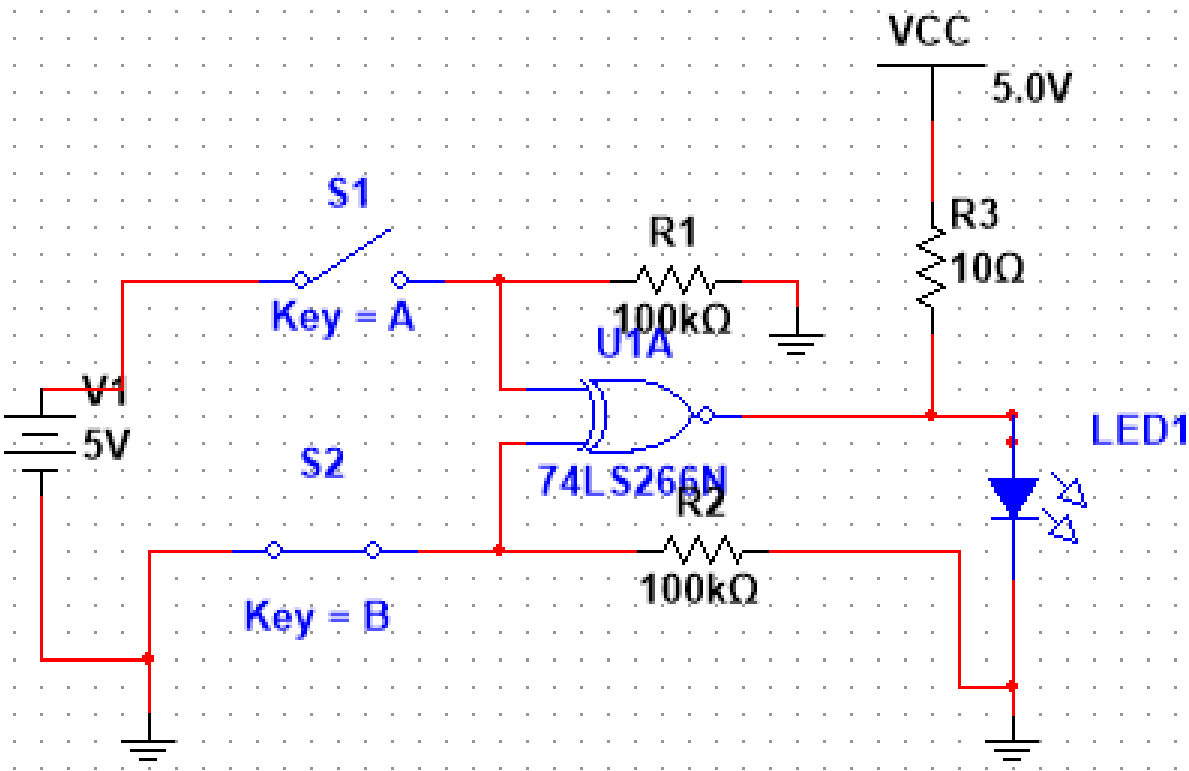 VCC
5.0V
S1
Key = A
R1
100kΩ
R3
10Ω
U1A
V1
5V
74LS266N
LED1
S2
Key = B
R2
100kΩ